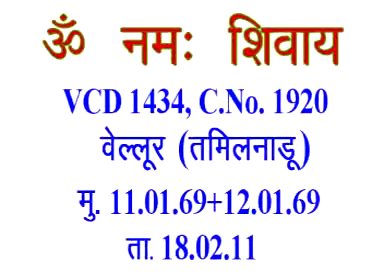 ॐ नमः शिवाय
VCD 1434, C.No. 1920
वेल्लूर (तमिलनाडू)
मु. 11.01.69+12.01.69
ता. 18.02.11